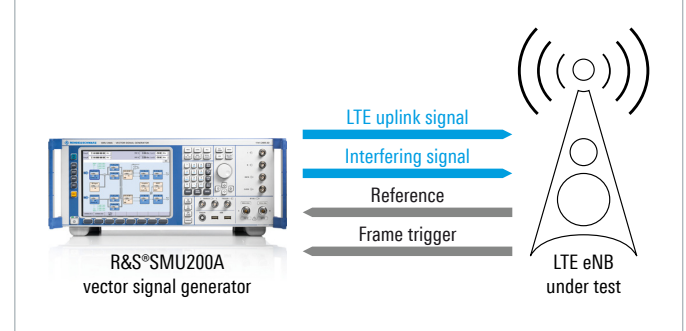 LTE uplink signal
Interfering signal
Reference
Frame trigger
R&S®SMU200A
vector signal generator
LTE eNB
under test